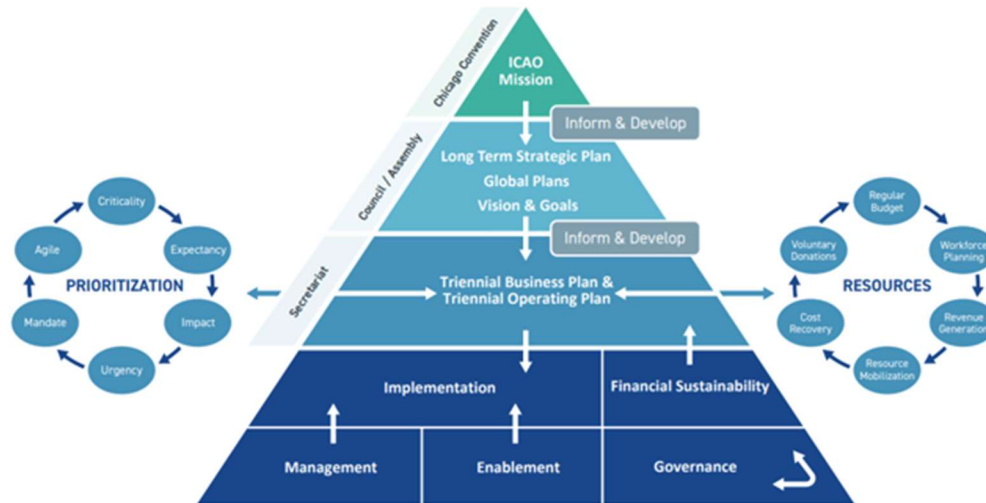 Chicago Convention
ICAO
Mission
Inform & Develop
Council / Assembly
Long Term Strategic Plan
Global Plans
Vision & Goals
Inform & Develop
Secretariat
Triennial Business Plan &
Triennial Operating Plan
Implementation
Financial Sustainability
Management
Enablement
Governance
PRIORITIZATION
Criticality
Expectancy
Impact
Urgency
Mandate
Agile
RESOURCES
Regular
Budget
Workforce
Planning
Revenue
Generation
Resource
Mobilization
Cost
Recovery
Voluntary
Donations